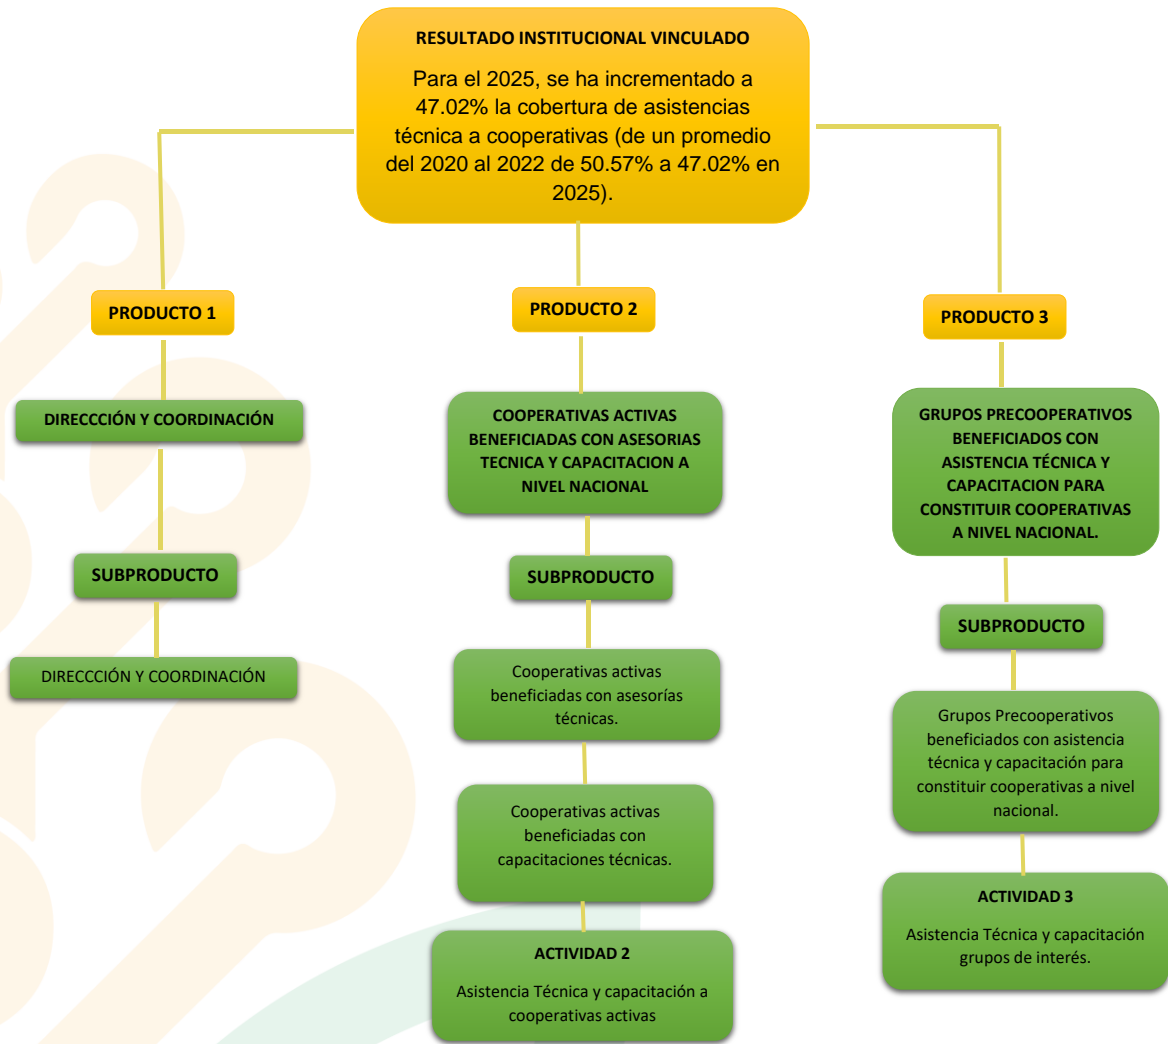 RESULTADO INSTITUCIONAL VINCULADO
Para el 2025, se ha incrementado a
47.02% la cobertura de asistencias
técnica a cooperativas (de un promedio
del 2020 al 2022 de 50.57% a 47.02% en
2025).
PRODUCTO 1
DIRECCCIÓN Y COORDINACIÓN
SUBPRODUCTO
DIRECCCIÓN Y COORDINACIÓN
PRODUCTO 2
COOPERATIVAS ACTIVAS
BENEFICIADAS CON ASESORIAS
TECNICA Y CAPACITACION A
NIVEL NACIONAL
SUBPRODUCTO
Cooperativas activas
beneficiadas con asesorías
técnicas.
Cooperativas activas
beneficiadas con
capacitaciones técnicas.
ACTIVIDAD 2
Asistencia Técnica y capacitación a
cooperativas activas
PRODUCTO 3
GRUPOS PRECOOPERATIVOS
BENEFICIADOS CON
ASISTENCIA TÉCNICA Y
CAPACITACION PARA
CONSTITUIR COOPERATIVAS
A NIVEL NACIONAL.
SUBPRODUCTO
Grupos Precooperativos
beneficiados con asistencia
técnica y capacitación para
constituir cooperativas a nivel
nacional.
ACTIVIDAD 3
Asistencia Técnica y capacitación
grupos de interés.